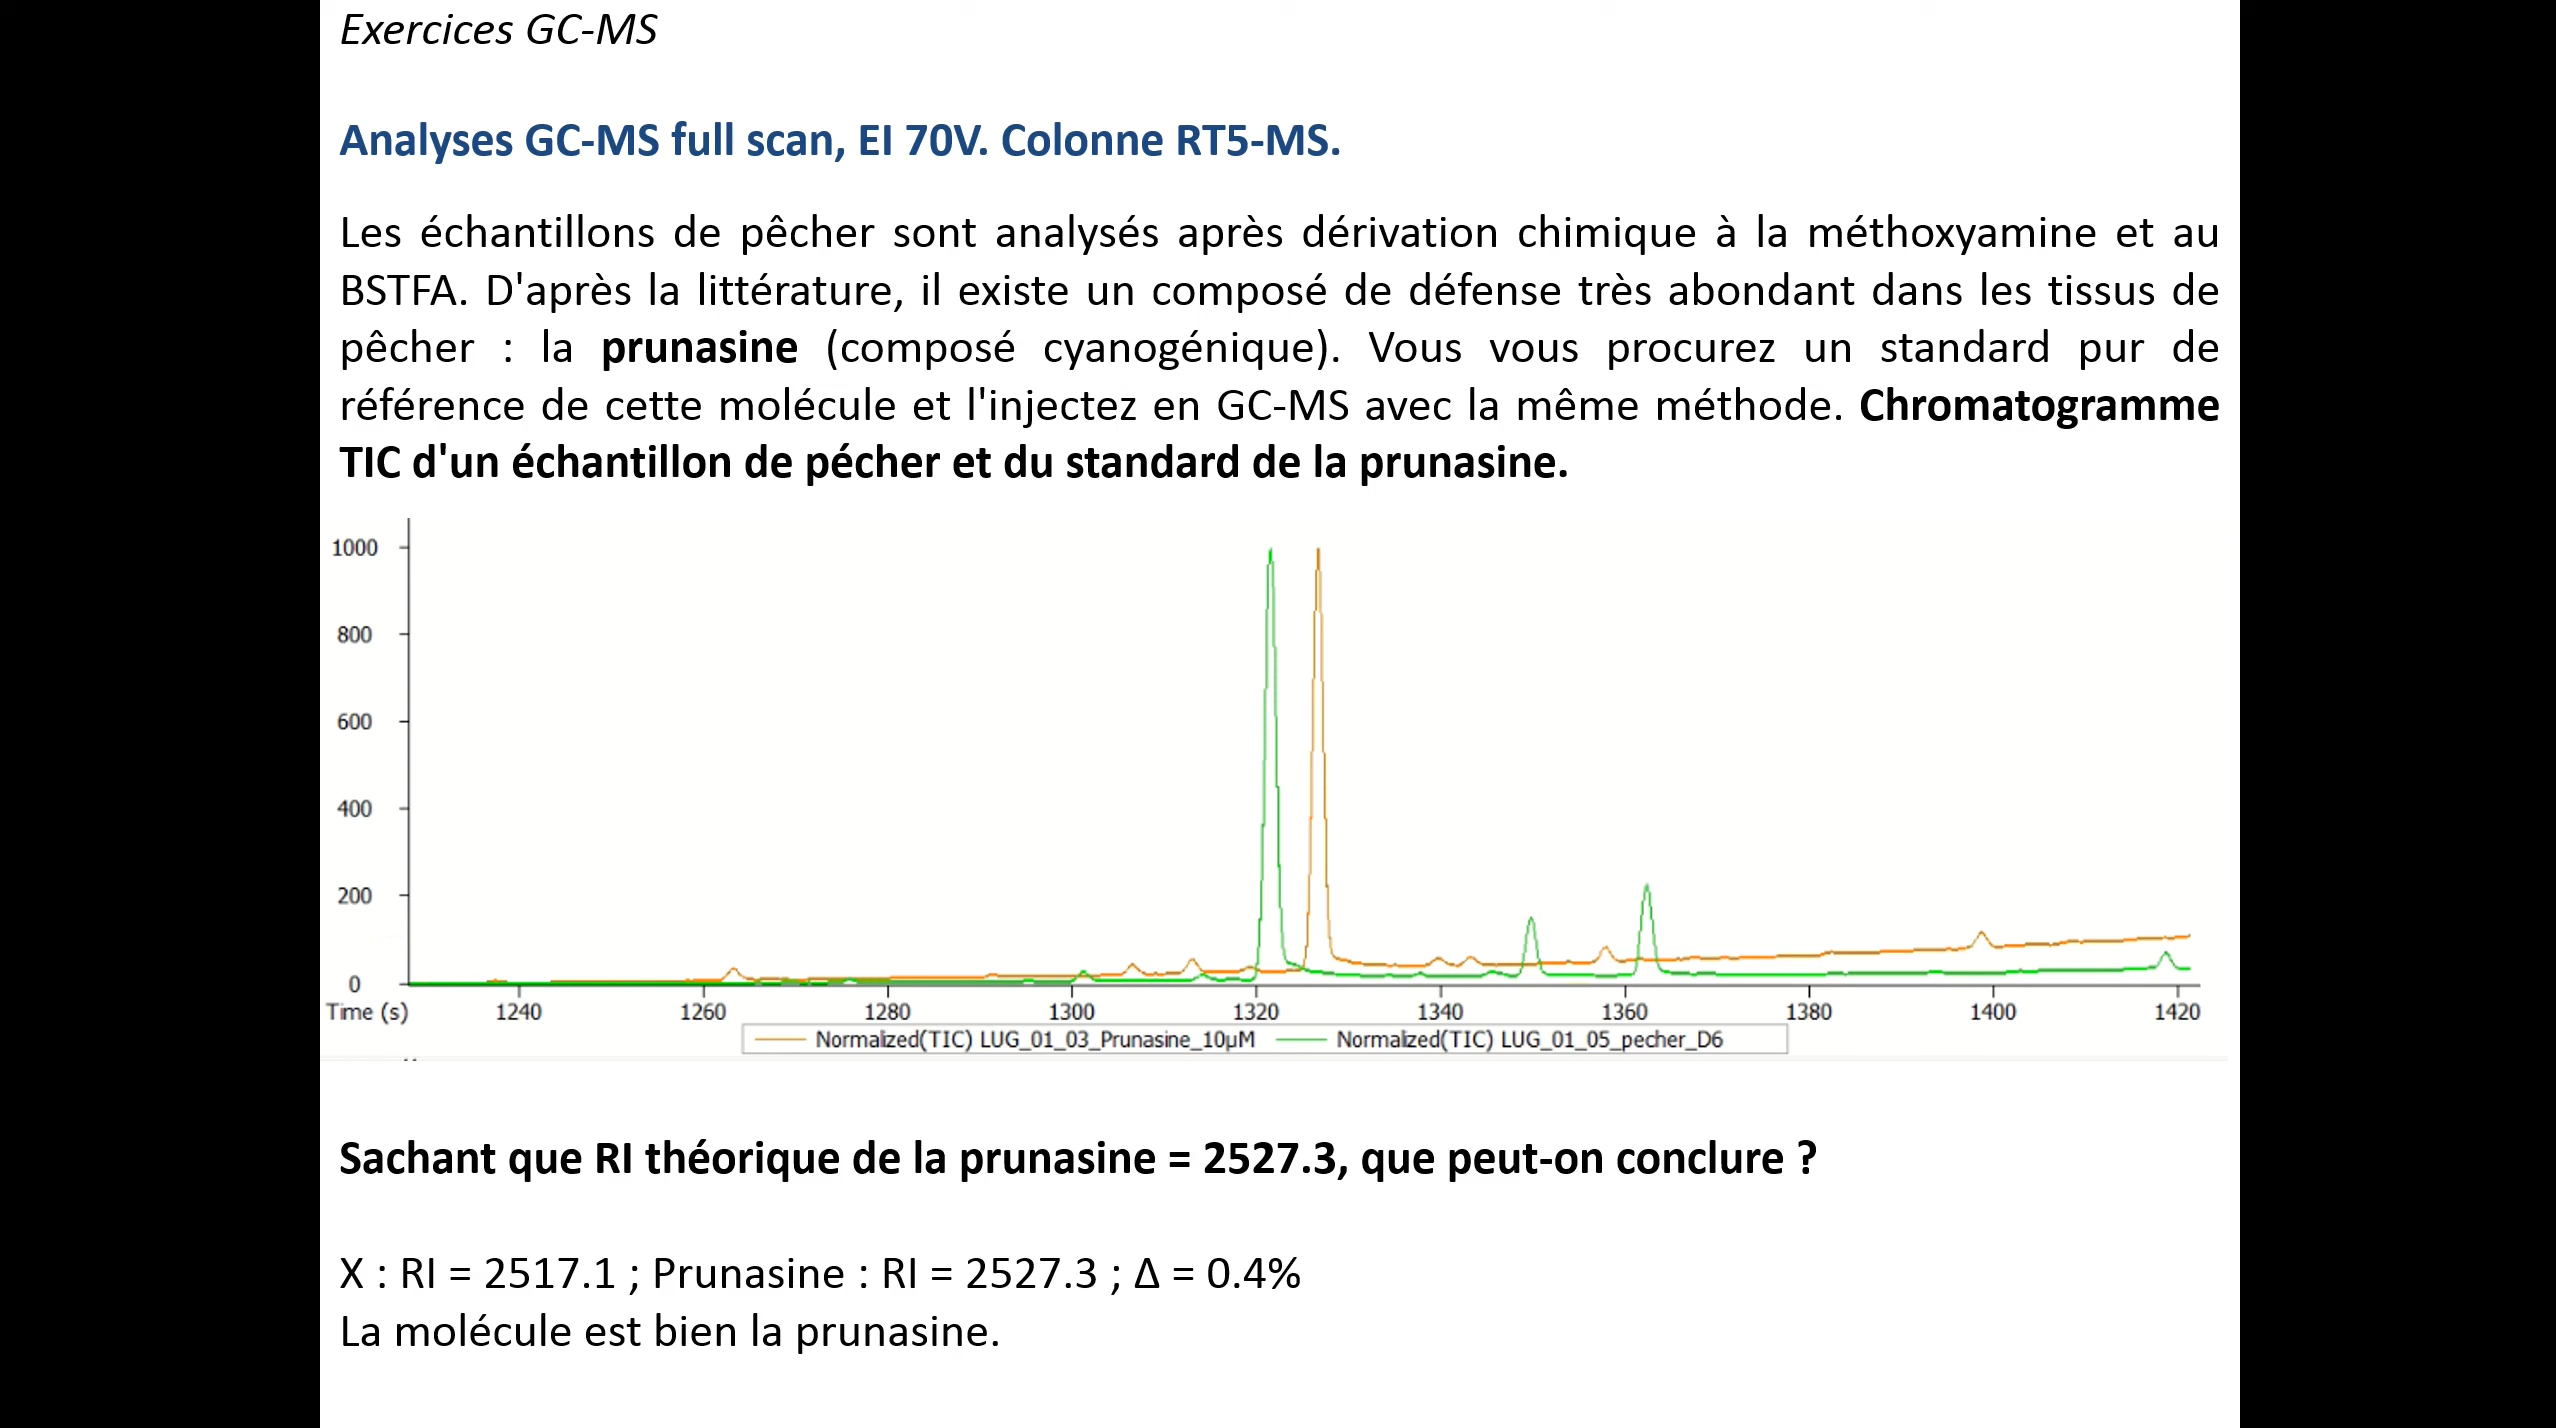 Exercices GC-MS
Analyses GC-MS full scan, EI 70V. Colonne RT5-MS.
Les échantillons de pêcher sont analysés après dérivation chimique à la méthoxyamine et au
BSTFA. D'après la littérature, il existe un composé de défense très abondant dans les tissus de
pêcher : la prunasine (composé cyanogénique). Vous vous procurez un standard pur de
référence de cette molécule et l'injectez en GC-MS avec la même méthode. Chromatogramme
TIC d'un échantillon de pécher et du standard de la prunasine.
1000
800
600
400
200
0
Time (s) 1240 1260 1280 1300 1320 1340 1360 1380 1400 1420
Normalized(TIC) LUG_01_03_Prunasine_10µM Normalized(TIC) LUG_01_05_pecher_D6
Sachant que RI théorique de la prunasine = 2527.3, que peut-on conclure ?
X : RI = 2517.1 ; Prunasine : RI = 2527.3 ; Δ = 0.4%
La molécule est bien la prunasine.